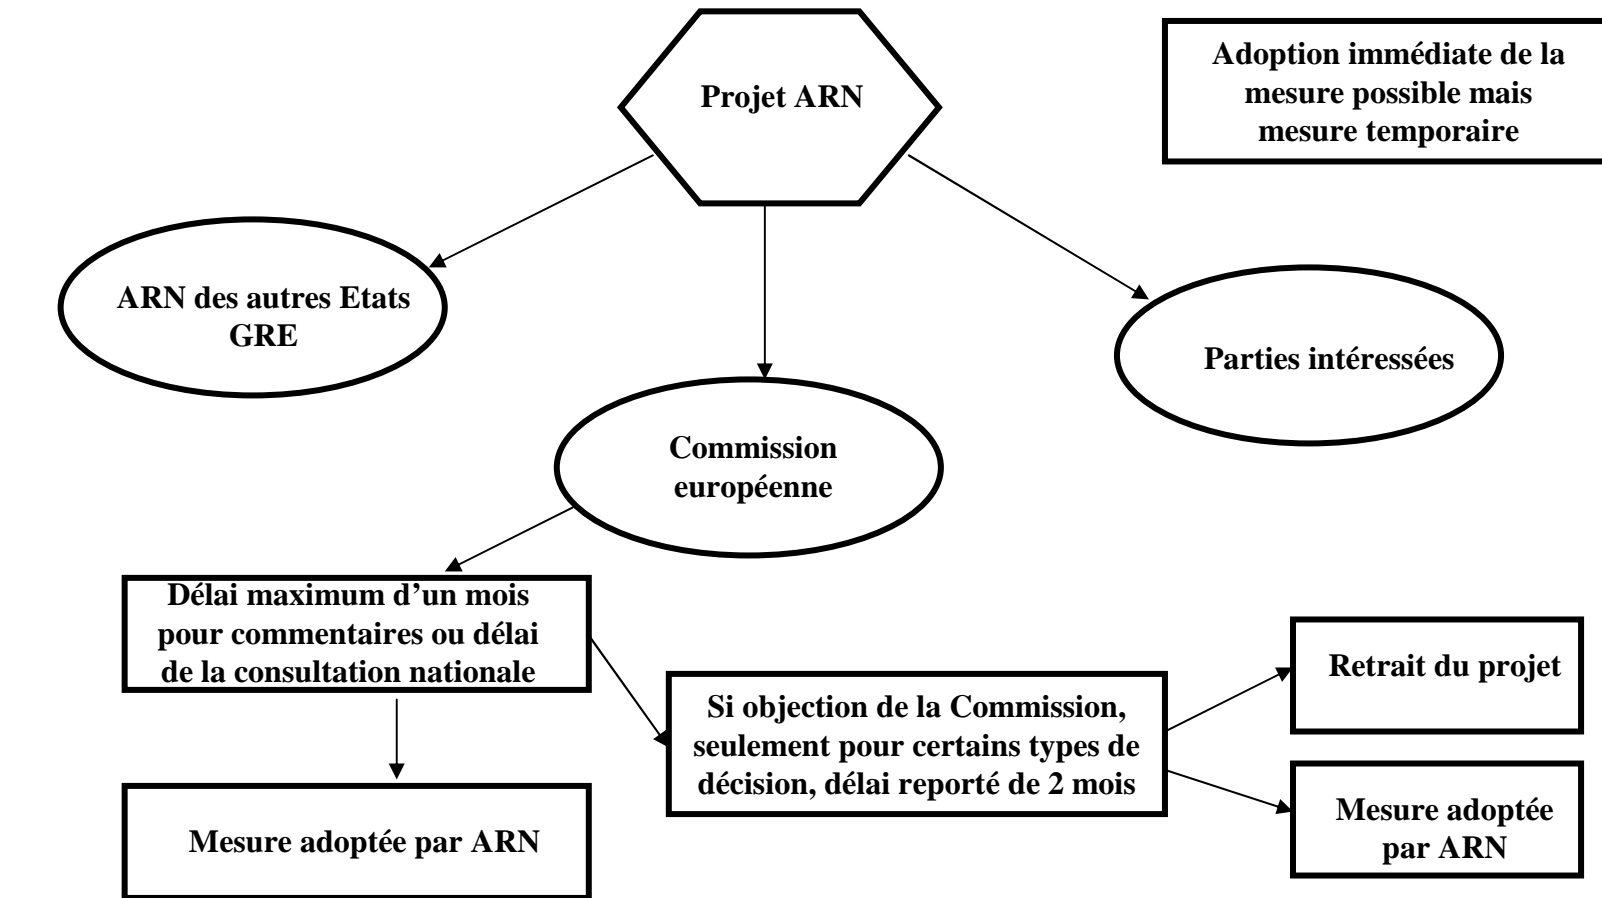 Projet ARN
Adoption immédiate de la
mesure possible mais
mesure temporaire
ARN des autres Etats
GRE
Parties intéressées
Commission
européenne
Délai maximum d’un mois
pour commentaires ou délai
de la consultation nationale
Si objection de la Commission,
seulement pour certains types de
décision, délai reporté de 2 mois
Retrait du projet
Mesure adoptée
par ARN
Mesure adoptée par ARN